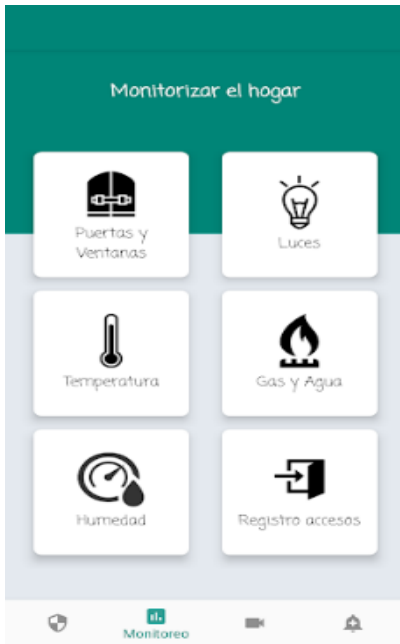 Monitorizar el hogar
Puertas y
Ventanas
Luces
Temperatura
Gas y Agua
Humedad
Registro accesos
Monitoreo